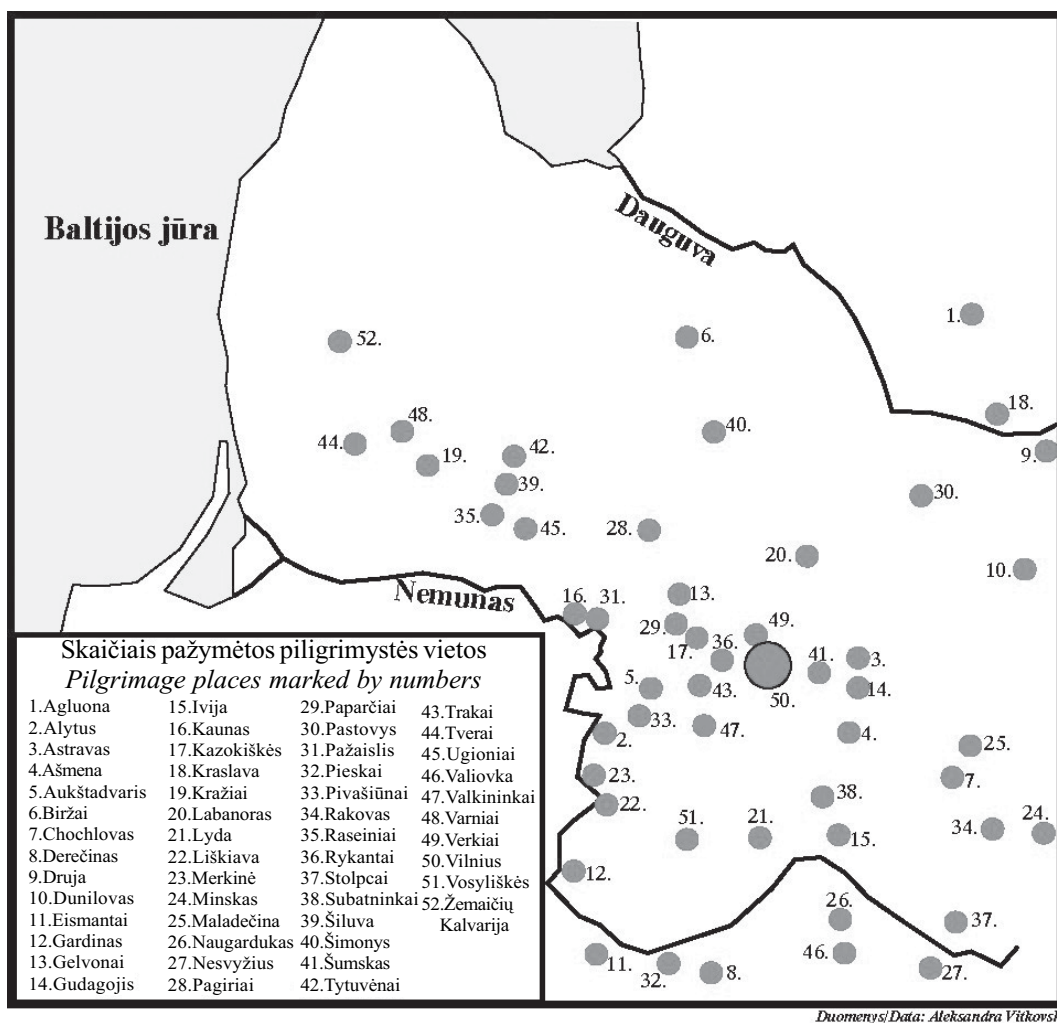 Baltijos jūra
Dauguva
Nemunas
1.
52.
6.
18.
48.
40.
44.
42.
9.
19.
39.
30.
35.
45.
28.
20.
10.
13.
16.
31.
29.
49.
17.
36.
3.
41.
5.
43.
14.
50.
33.
47.
2.
4.
25.
23.
7.
38.
22.
24.
51.
21.
34.
15.
12.
26.
37.
46.
11.
32.
8.
27.
Skaičiais pažymėtos piligrimystės vietos
Pilgrimage places marked by numbers
1.Agluona
2.Alytus
3.Astravas
4.Ašmena
5.Aukštadvaris
6.Biržai
7.Chochlovas
8.Derečinas
9.Druja
10.Dunilovas
11.Eismantai
12.Gardinas
13.Gelvonai
14.Gudagojis
15.Ivija
16.Kaunas
17.Kazokiškės
18.Kraslava
19.Kražiai
20.Labanoras
21.Lyda
22.Liškiava
23.Merkinė
24.Minskas
25.Maladečina
26.Naugardukas
27.Nesvyžius
28.Pagiriai
29.Paparčiai
30.Pastovys
31.Pažaislis
32.Pieskai
33.Pivašiūnai
34.Rakovas
35.Raseiniai
36.Rykantai
37.Stolpcai
38.Subatninkai
39.Šiluva
40.Šimonys
41.Šumskas
42.Tytuvėnai
43.Trakai
44.Tverai
45.Ugioniai
46.Valiovka
47.Valkininkai
48.Varniai
49.Verkiai
50.Vilnius
51.Vosyliškės
52.Žemaičių
Kalvarija
Duomenys/Data: Aleksandra Vitkovsk